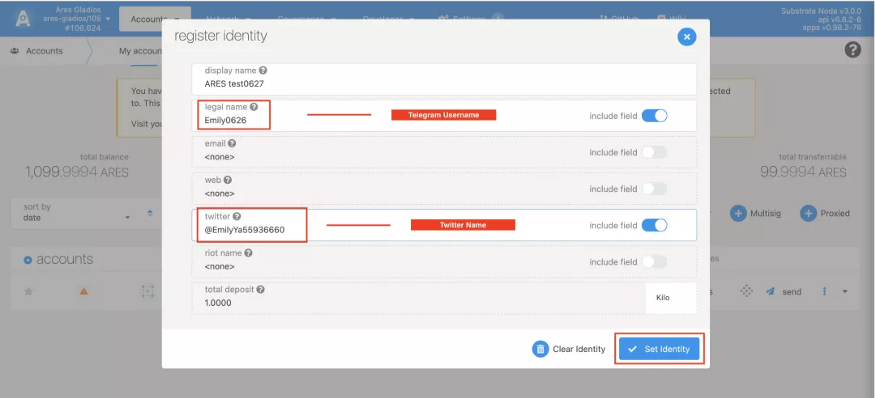 Ares Gladios
ares-gladios/105
#106,624
Accounts
Network
Governance
Developer
Settings
GitHub
Wiki
Substrate Node v3.0.0
api v6.8.2-6
apps v0.98.3-76
Accounts
My accoun
register identity
You hav
ected
to. This
Visit you
display name
ARES test0627
legal name
Emily0626
Telegram Username
include field
email
<none>
include field
web
<none>
include field
twitter
@EmilyYa55936660
Twitter Name
include field
riot name
<none>
include field
total deposit
1.0000
Kilo
total balance
1,099.9994 ARES
total transferrable
99.9994 ARES
sort by
date
Multisig
Proxied
accounts
es
s
send
Clear Identity
Set Identity